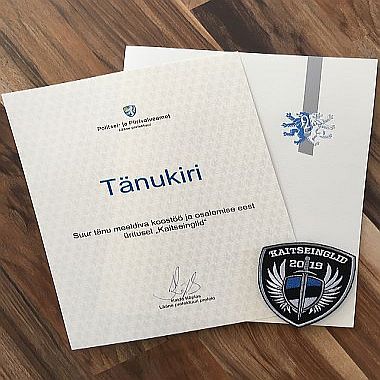 Politsei- ja Piirivalveamet
Lääne prefektuur
Tänukiri
Suur tänu meeldiva koostöö ja osalemise eest
üritusel „Kaitseinglid“
Lääne prefektuuri prefekt
KAITSEINGLID
2019